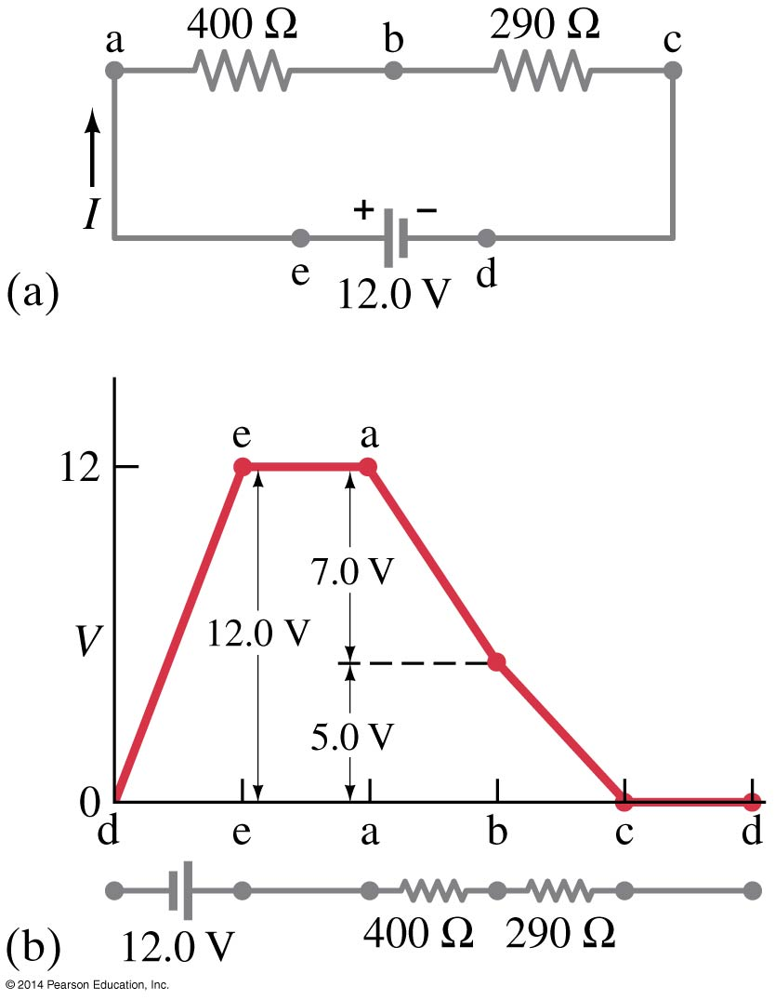 400 Ω 290 Ω
a b c
I
+ −
e d
12.0 V
(a)
e a
12
7.0 V
12.0 V
V
5.0 V
0
d e a b c d
400 Ω 290 Ω
12.0 V
(b)
© 2014 Pearson Education, Inc.